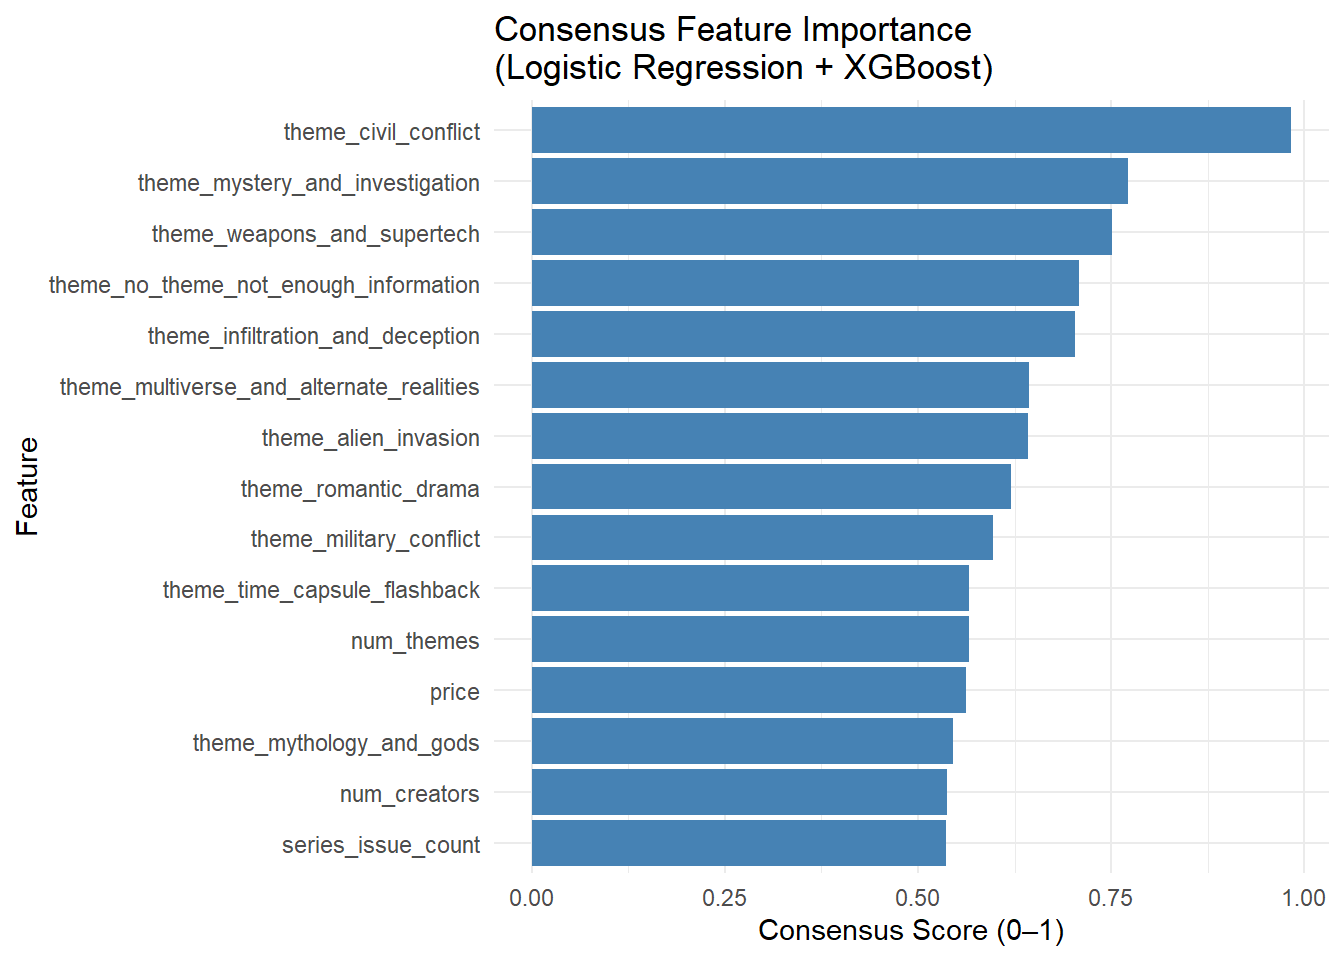 Consensus Feature Importance
(Logistic Regression + XGBoost)
Feature
theme_civil_conflict
theme_mystery_and_investigation
theme_weapons_and_supertech
theme_no_theme_not_enough_information
theme_infiltration_and_deception
theme_multiverse_and_alternate_realities
theme_alien_invasion
theme_romantic_drama
theme_military_conflict
theme_time_capsule_flashback
num_themes
price
theme_mythology_and_gods
num_creators
series_issue_count
0.00 0.25 0.50 0.75 1.00
Consensus Score (0–1)